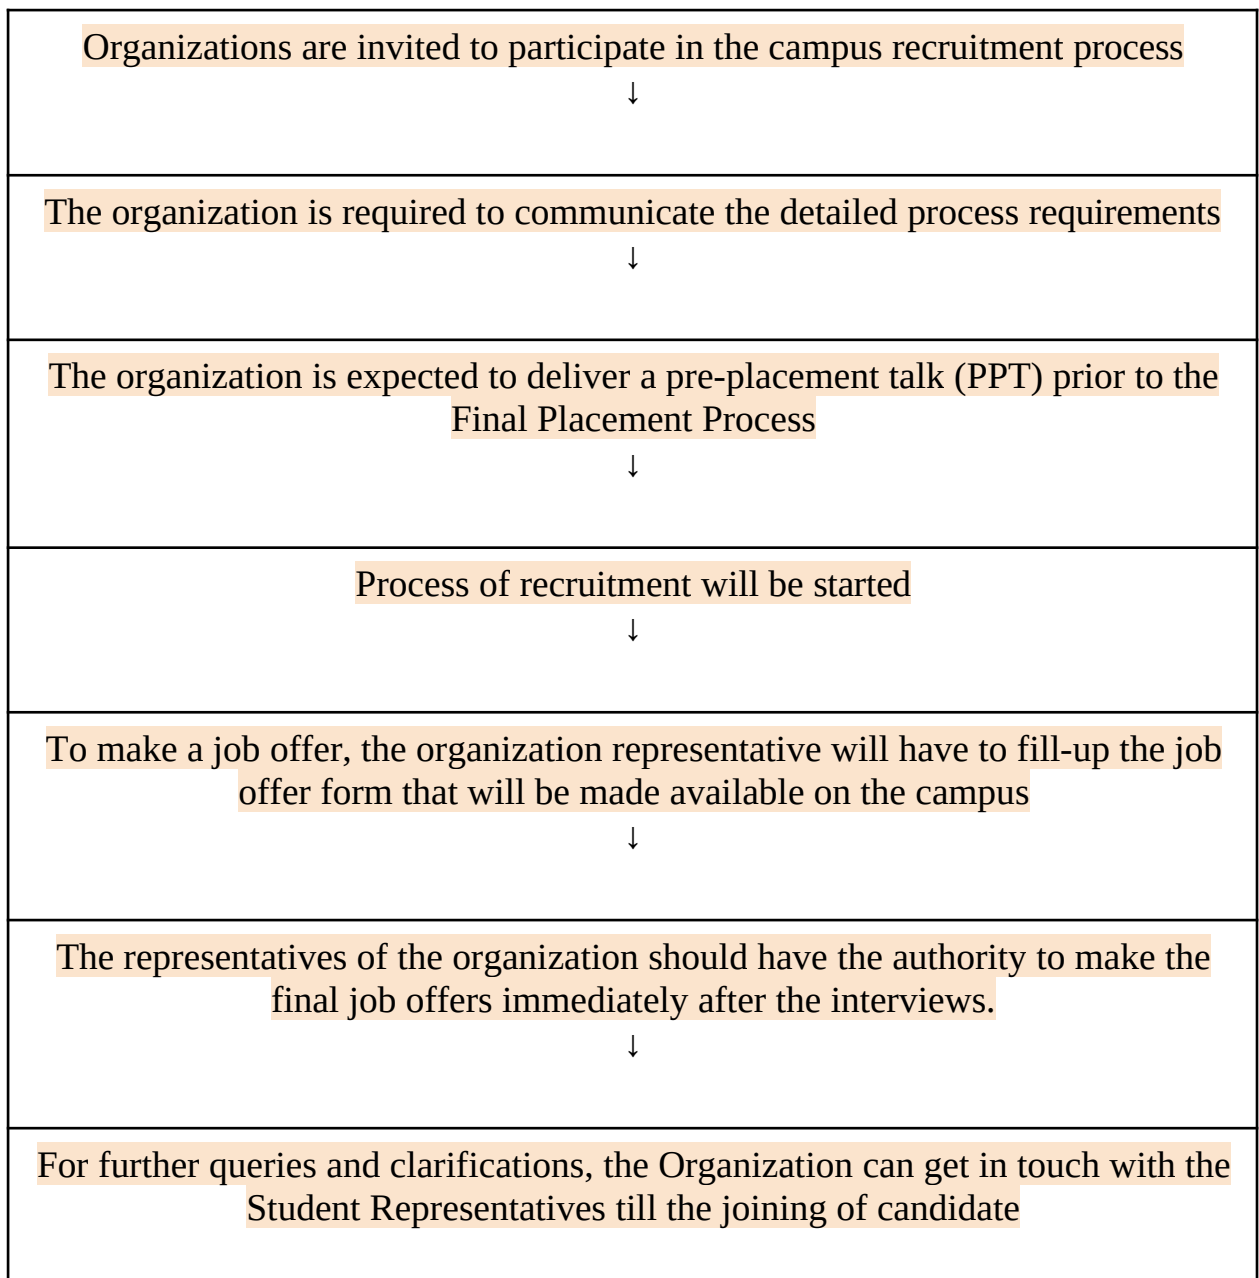 Organizations are invited to participate in the campus recruitment process
↓
The organization is required to communicate the detailed process requirements
↓
The organization is expected to deliver a pre-placement talk (PPT) prior to the
Final Placement Process
↓
Process of recruitment will be started
↓
To make a job offer, the organization representative will have to fill-up the job
offer form that will be made available on the campus
↓
The representatives of the organization should have the authority to make the
final job offers immediately after the interviews.
↓
For further queries and clarifications, the Organization can get in touch with the
Student Representatives till the joining of candidate